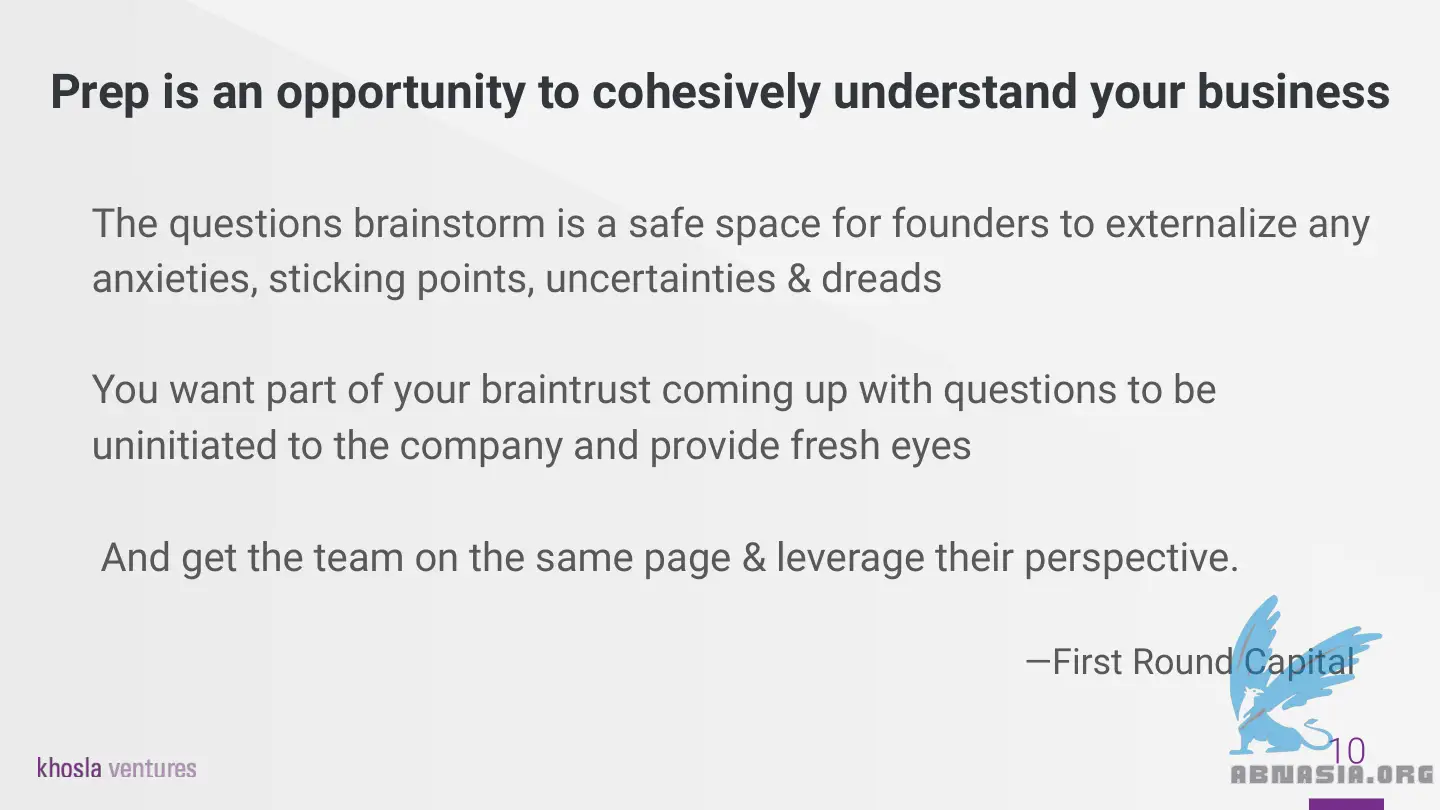 Prep is an opportunity to cohesively understand your business
The questions brainstorm is a safe space for founders to externalize any
anxieties, sticking points, uncertainties & dreads
You want part of your braintrust coming up with questions to be
uninitiated to the company and provide fresh eyes
And get the team on the same page & leverage their perspective.
—First Round Capital
10
khosla ventures
ABNASIA.ORG